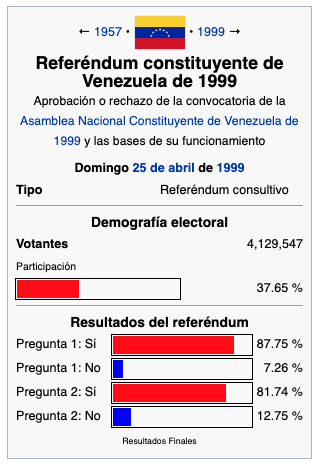 ← 1957 • • 1999 →
Referéndum constituyente de
Venezuela de 1999
Aprobación o rechazo de la convocatoria de la
Asamblea Nacional Constituyente de Venezuela de
1999 y las bases de su funcionamiento
Domingo 25 de abril de 1999
Tipo Referéndum consultivo
Demografía electoral
Votantes 4,129,547
Participación
37.65 %
Resultados del referéndum
Pregunta 1: Sí 87.75 %
Pregunta 1: No 7.26 %
Pregunta 2: Sí 81.74 %
Pregunta 2: No 12.75 %
Resultados Finales